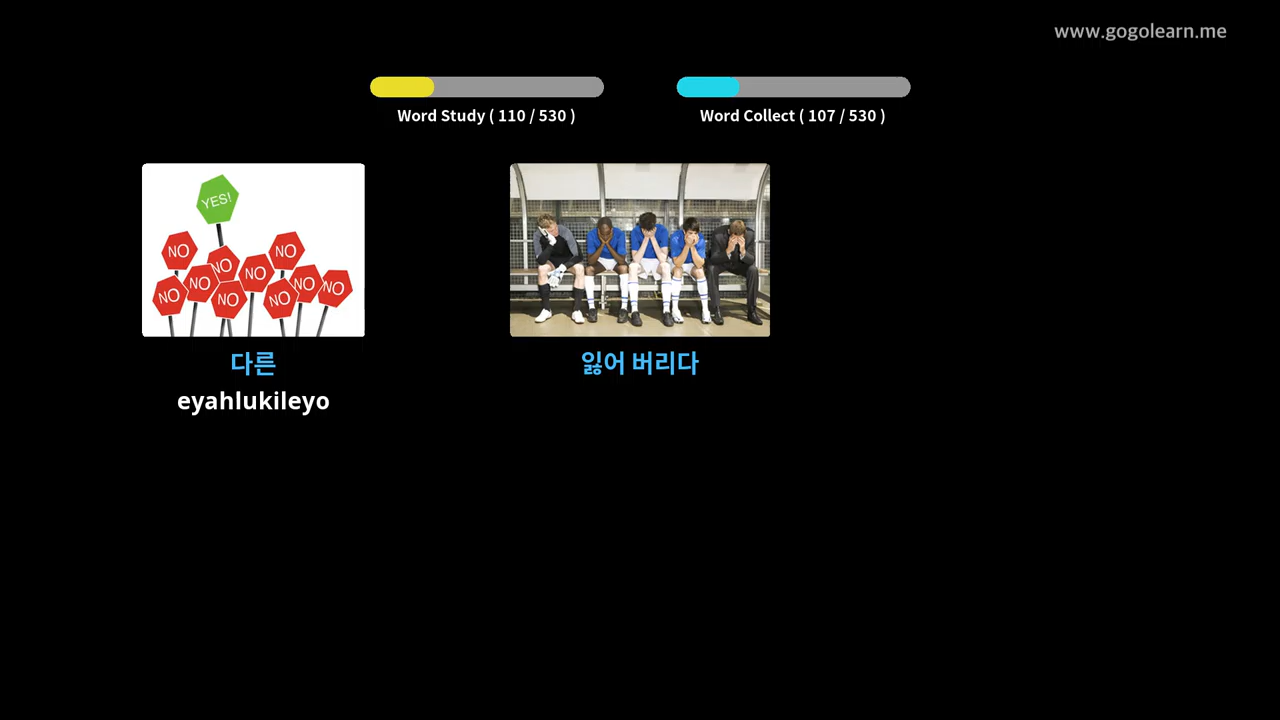 www.gogolearn.me
Word Study ( 110 / 530 )
Word Collect ( 107 / 530 )
YES!
NO
NO
NO
NO
NO
NO
NO
NO
NO
NO
다른
잃어 버리다
eyahlukileyo